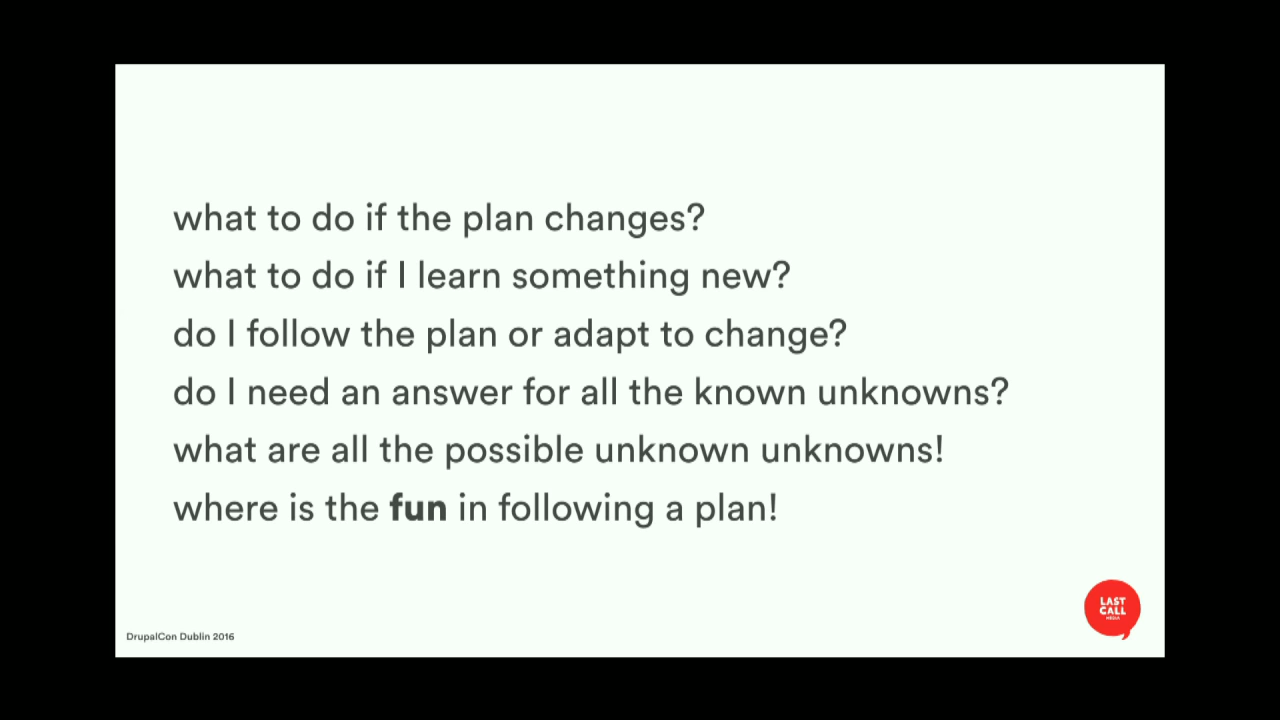 what to do if the plan changes?
what to do if I learn something new?
do I follow the plan or adapt to change?
do I need an answer for all the known unknowns?
what are all the possible unknown unknowns!
where is the fun in following a plan!
DrupalCon Dublin 2016
LAST
CALL
MEDIA